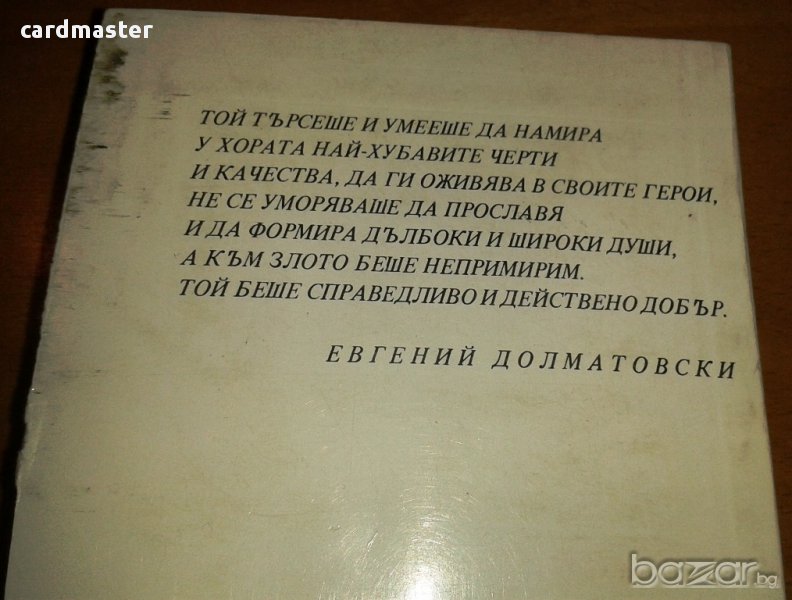 cardmaster
ТОЙ ТЪРСЕШЕ И УМЕЕШЕ ДА НАМИРА
У ХОРАТА НАЙ-ХУБАВИТЕ ЧЕРТИ
И КАЧЕСТВА, ДА ГИ ОЖИВЯВА В СВОИТЕ ГЕРОИ,
НЕ СЕ УМОРЯВАШЕ ДА ПРОСЛАВЯ
И ДА ФОРМИРА ДЪЛБОКИ И ШИРОКИ ДУШИ,
А КЪМ ЗЛОТО БЕШЕ НЕПРИМИРИМ.
ТОЙ БЕШЕ СПРАВЕДЛИВО И ДЕЙСТВЕНО ДОБЪР.
ЕВГЕНИЙ ДОЛМАТОВСКИ
bazar.bg